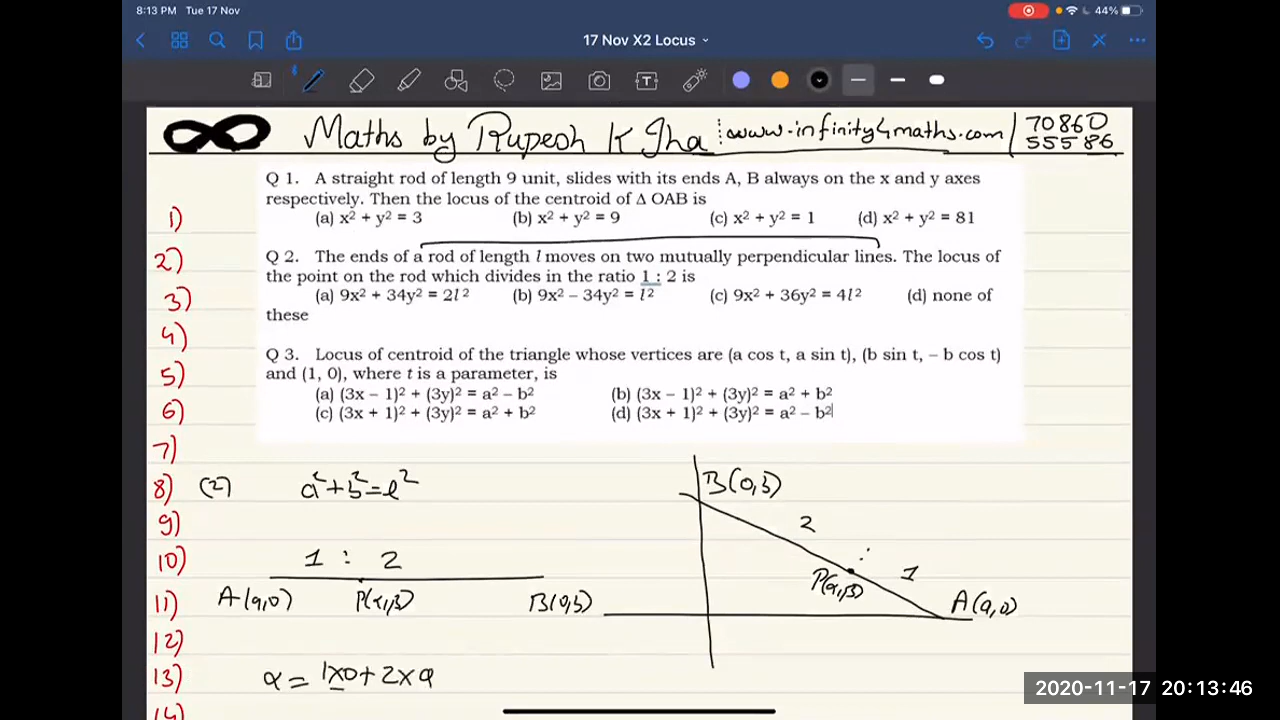 8:13 PM Tue 17 Nov 44%
17 Nov X2 Locus
Maths by Rupesh K Jha www.infinity4maths.com 70860
55586
Q 1. A straight rod of length 9 unit, slides with its ends A, B always on the x and y axes
respectively. Then the locus of the centroid of Δ OAB is
(a) x² + y² = 3 (b) x² + y² = 9 (c) x² + y² = 1 (d) x² + y² = 81
Q 2. The ends of a rod of length l moves on two mutually perpendicular lines. The locus of
the point on the rod which divides in the ratio 1 : 2 is
(a) 9x² + 34y² = 2l² (b) 9x² – 34y² = l² (c) 9x² + 36y² = 4l² (d) none of
these
Q 3. Locus of centroid of the triangle whose vertices are (a cos t, a sin t), (b sin t, – b cos t)
and (1, 0), where t is a parameter, is
(a) (3x – 1)² + (3y)² = a² – b² (b) (3x – 1)² + (3y)² = a² + b²
(c) (3x + 1)² + (3y)² = a² + b² (d) (3x + 1)² + (3y)² = a² – b²
1)
2)
3)
4)
5)
6)
7)
8) (2) a²+b²=l² B(0,b)
9) 2
10) 1 : 2 1
11) A(a,0) P(α,β) B(0,b) P(α,β) A(a,0)
12)
13) α = 1×0+2×a
14)
2020-11-17 20:13:46